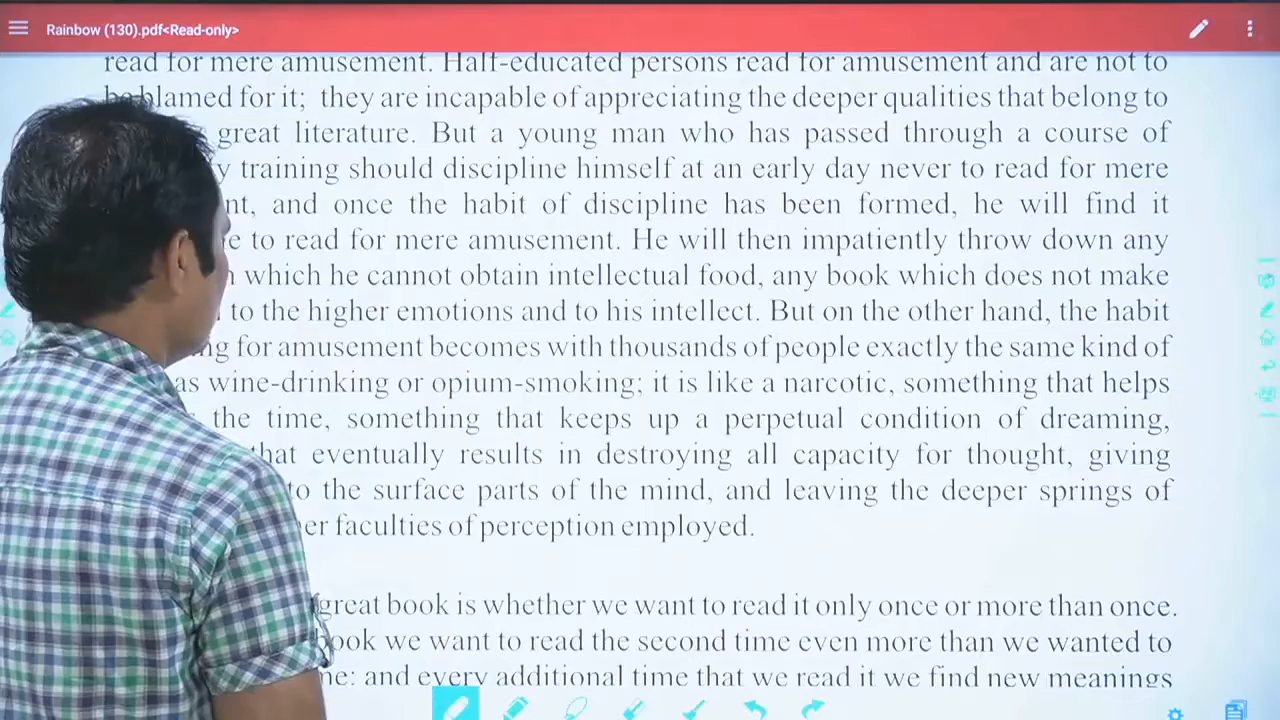 Rainbow (130).pdf<Read-only>
read for mere amusement. Half-educated persons read for amusement and are not to
blamed for it; they are incapable of appreciating the deeper qualities that belong to
great literature. But a young man who has passed through a course of
training should discipline himself at an early day never to read for mere
and once the habit of discipline has been formed, he will find it
to read for mere amusement. He will then impatiently throw down any
which he cannot obtain intellectual food, any book which does not make
to the higher emotions and to his intellect. But on the other hand, the habit
for amusement becomes with thousands of people exactly the same kind of
as wine-drinking or opium-smoking; it is like a narcotic, something that helps
the time, something that keeps up a perpetual condition of dreaming,
that eventually results in destroying all capacity for thought, giving
to the surface parts of the mind, and leaving the deeper springs of
faculties of perception employed.
great book is whether we want to read it only once or more than once.
book we want to read the second time even more than we wanted to
and every additional time that we read it we find new meanings